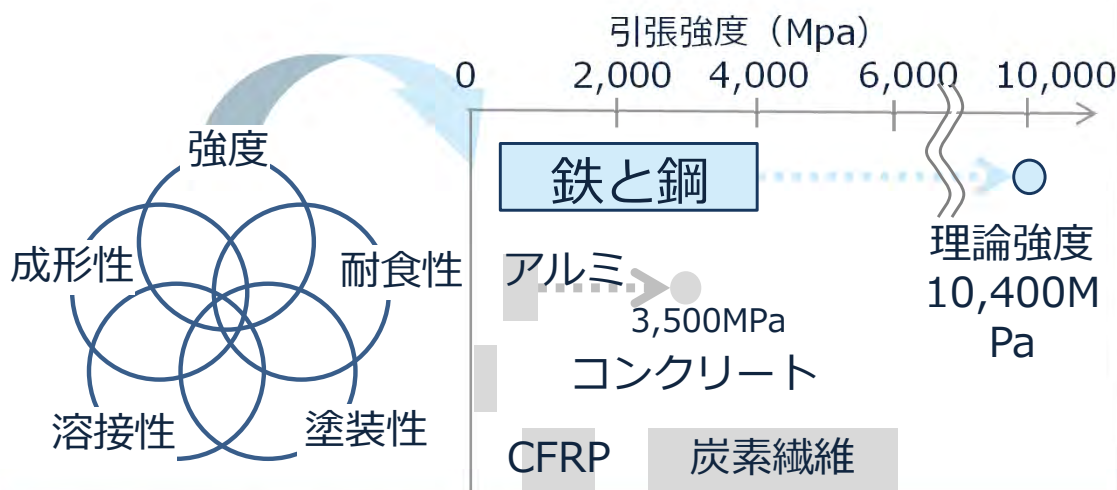 引張強度（Mpa）
0 2,000 4,000 6,000 10,000
強度
成形性
耐食性
溶接性
塗装性
鉄と鋼
理論強度
10,400M
Pa
アルミ
3,500MPa
コンクリート
CFRP
炭素繊維